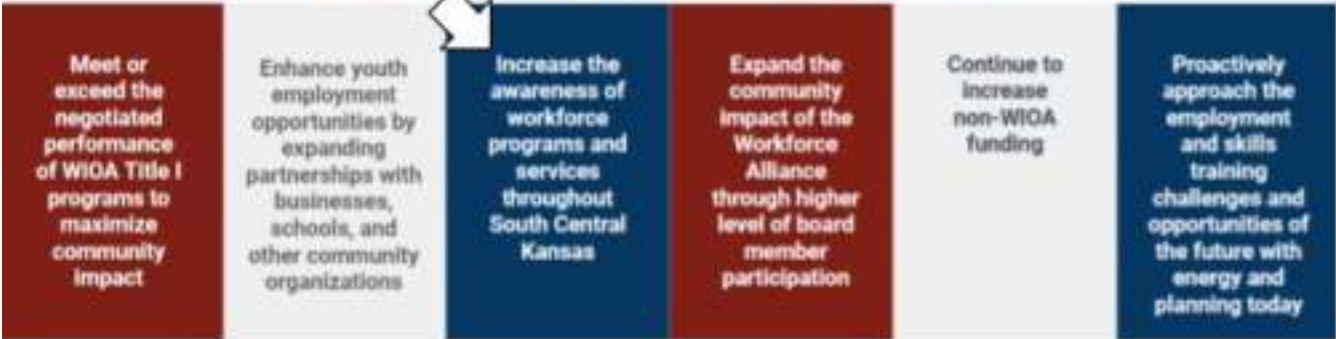 Meet or
exceed the
negotiated
performance
of WIOA Title I
programs to
maximize
community
impact
Enhance youth
employment
opportunities by
expanding
partnerships with
businesses,
schools, and
other community
organizations
Increase the
awareness of
workforce
programs and
services
throughout
South Central
Kansas
Expand the
community
impact of the
Workforce
Alliance
through higher
level of board
member
participation
Continue to
increase
non-WIOA
funding
Proactively
approach the
employment
and skills
training
challenges and
opportunities of
the future with
energy and
planning today